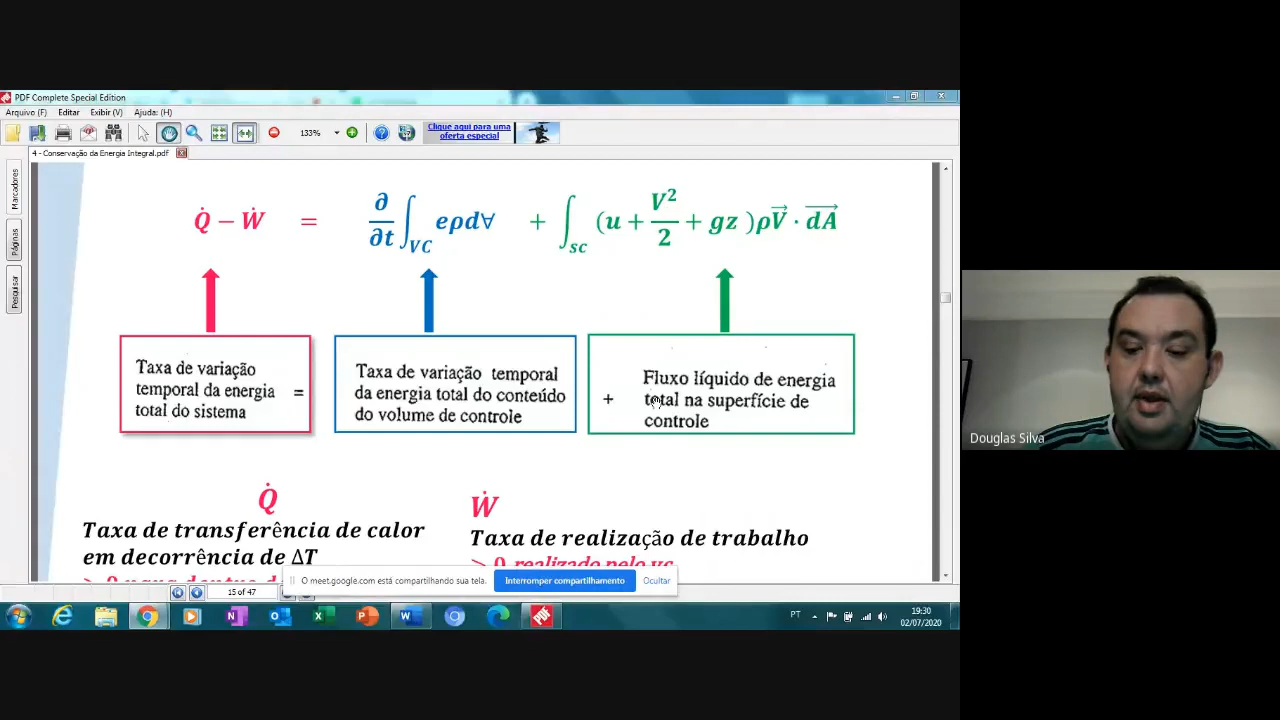 PDF Complete Special Edition
Arquivo (F) Editar Exibir (V) Ajuda: (H)
133%
Clique aqui para uma
oferta especial
4 - Conservação da Energia Integral.pdf
Marcadores
Páginas
Pesquisar
Q̇ − Ẇ = ∂/∂t ∫_VC eρd∀ + ∫_sc (u + V²/2 + gz )ρV⃗ · dA⃗
Taxa de variação
temporal da energia =
total do sistema
Taxa de variação temporal
da energia total do conteúdo
do volume de controle
Fluxo líquido de energia
+ total na superfície de
controle
Q̇
Taxa de transferência de calor
em decorrência de ΔT
Ẇ
Taxa de realização de trabalho
> 0 realizado pelo vc
O meet.google.com está compartilhando sua tela.
Interromper compartilhamento
Ocultar
15 of 47
PT
19:30
02/07/2020
Douglas Silva